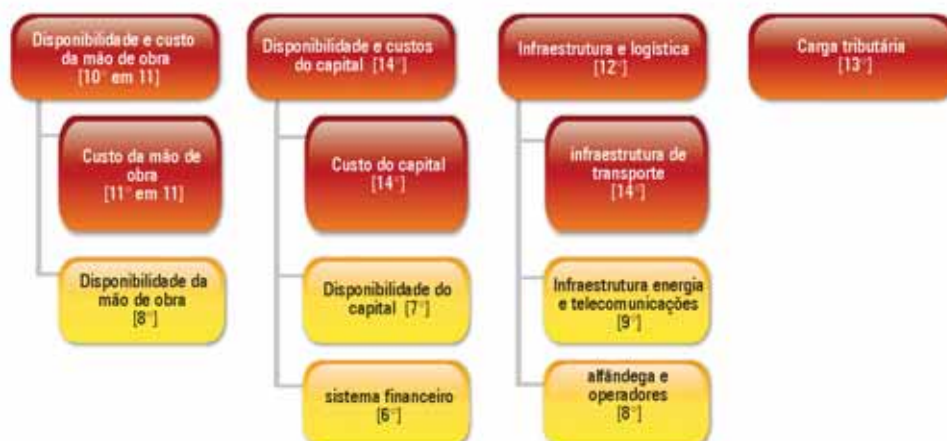 Disponibilidade e custo
da mão de obra
[10° em 11]
Custo da mão de
obra
[11° em 11]
Disponibilidade da
mão de obra
[8°]
Disponibilidade e custos
do capital [14°]
Custo do capital
[14°]
Disponibilidade do
capital [7°]
sistema financeiro
[6°]
Infraestrutura e logística
[12°]
infraestrutura de
transporte
[14°]
Infraestrutura energia
e telecomunicações
[9°]
alfândega e
operadores
[8°]
Carga tributária
[13°]